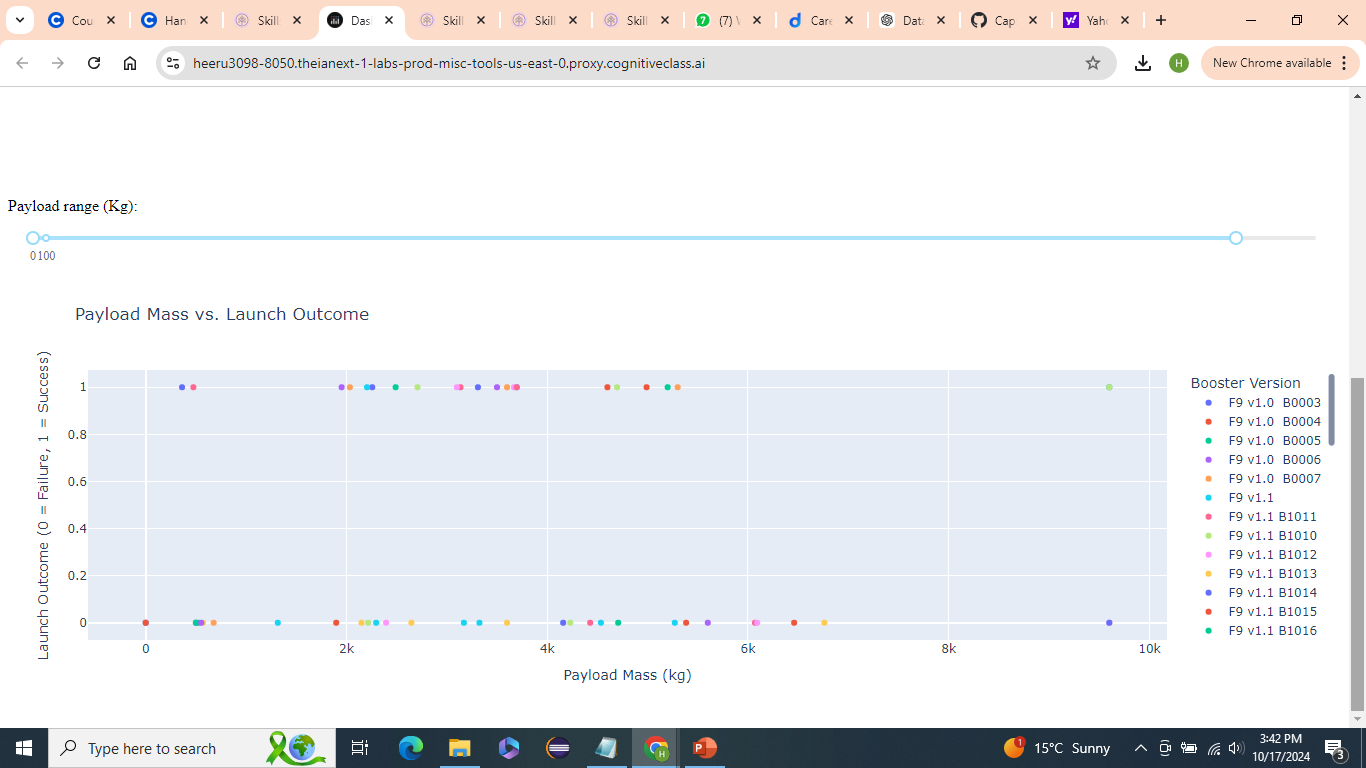 Cou
Han
Skill
Das
Skill
Skill
Skill
(7) \
Care
Data
Cap
Yaho
heeru3098-8050.theianext-1-labs-prod-misc-tools-us-east-0.proxy.cognitiveclass.ai
H
New Chrome available
Payload range (Kg):
0100
Payload Mass vs. Launch Outcome
Launch Outcome (0 = Failure, 1 = Success)
1
0.8
0.6
0.4
0.2
0
0
2k
4k
6k
8k
10k
Payload Mass (kg)
Booster Version
F9 v1.0 B0003
F9 v1.0 B0004
F9 v1.0 B0005
F9 v1.0 B0006
F9 v1.0 B0007
F9 v1.1
F9 v1.1 B1011
F9 v1.1 B1010
F9 v1.1 B1012
F9 v1.1 B1013
F9 v1.1 B1014
F9 v1.1 B1015
F9 v1.1 B1016
Type here to search
15°C Sunny
3:42 PM
10/17/2024
3